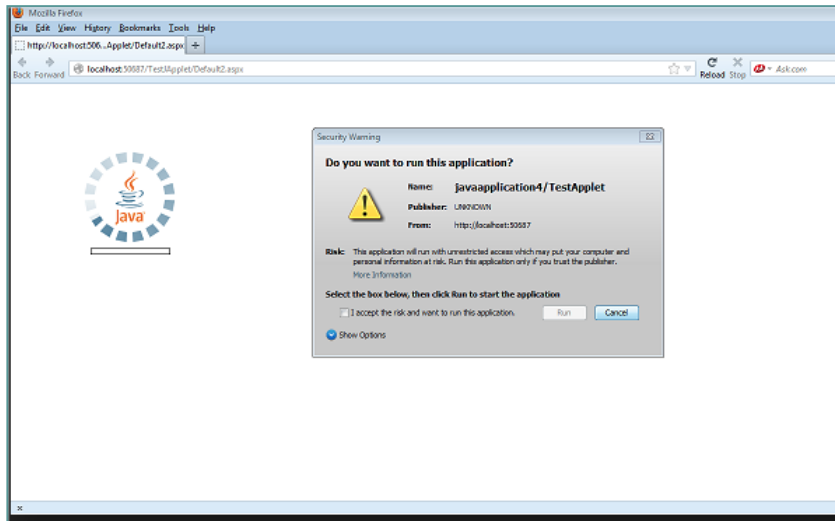 Mozilla Firefox
File Edit View History Bookmarks Tools Help
http://localhost:506...Applet/Default2.aspx +
Back Forward localhost:50687/TestJApplet/Default2.aspx Reload Stop Ask.com
Java
Security Warning
Do you want to run this application?
Name: javaapplication4/TestApplet
Publisher: UNKNOWN
From: http://localhost:50687
Risk: This application will run with unrestricted access which may put your computer and
personal information at risk. Run this application only if you trust the publisher.
More Information
Select the box below, then click Run to start the application
I accept the risk and want to run this application. Run Cancel
Show Options
x